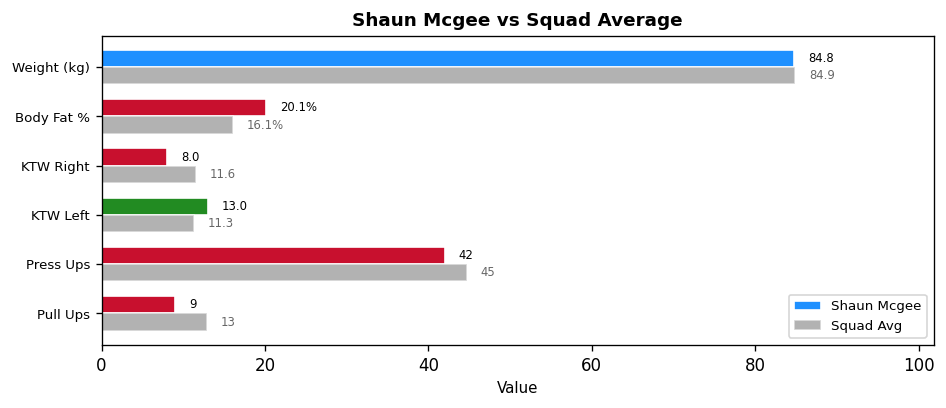 Shaun Mcgee vs Squad Average
Weight (kg)
84.8
84.9
Body Fat %
20.1%
16.1%
KTW Right
8.0
11.6
KTW Left
13.0
11.3
Press Ups
42
45
Pull Ups
9
13
Shaun Mcgee
Squad Avg
0 20 40 60 80 100
Value